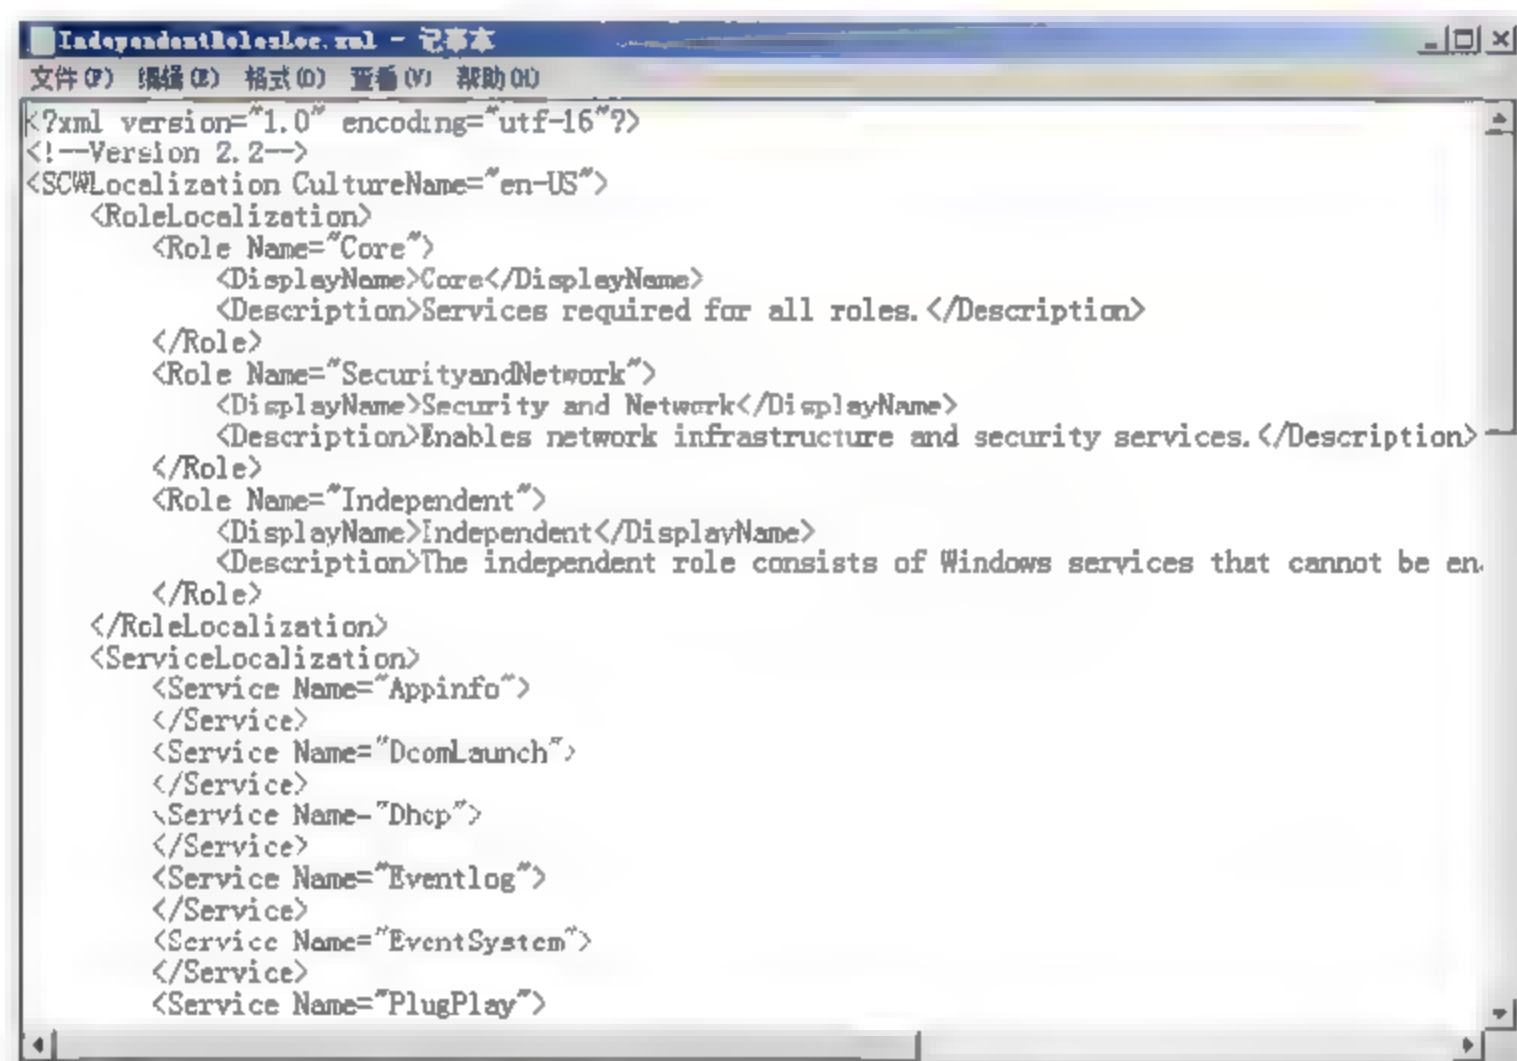 IndependentRolesLoc.xml - 记事本
文件(F) 编辑(E) 格式(O) 查看(V) 帮助(H)
<?xml version="1.0" encoding="utf-16"?>
<!--Version 2.2-->
<SCWLocalization CultureName="en-US">
<RoleLocalization>
<Role Name="Core">
<DisplayName>Core</DisplayName>
<Description>Services required for all roles.</Description>
</Role>
<Role Name="SecurityandNetwork">
<DisplayName>Security and Network</DisplayName>
<Description>Enables network infrastructure and security services.</Description>
</Role>
<Role Name="Independent">
<DisplayName>Independent</DisplayName>
<Description>The independent role consists of Windows services that cannot be en
</Role>
</RoleLocalization>
<ServiceLocalization>
<Service Name="Appinfo">
</Service>
<Service Name="DcomLaunch">
</Service>
<Service Name="Dhcp">
</Service>
<Service Name="Eventlog">
</Service>
<Service Name="EventSystem">
</Service>
<Service Name="PlugPlay">